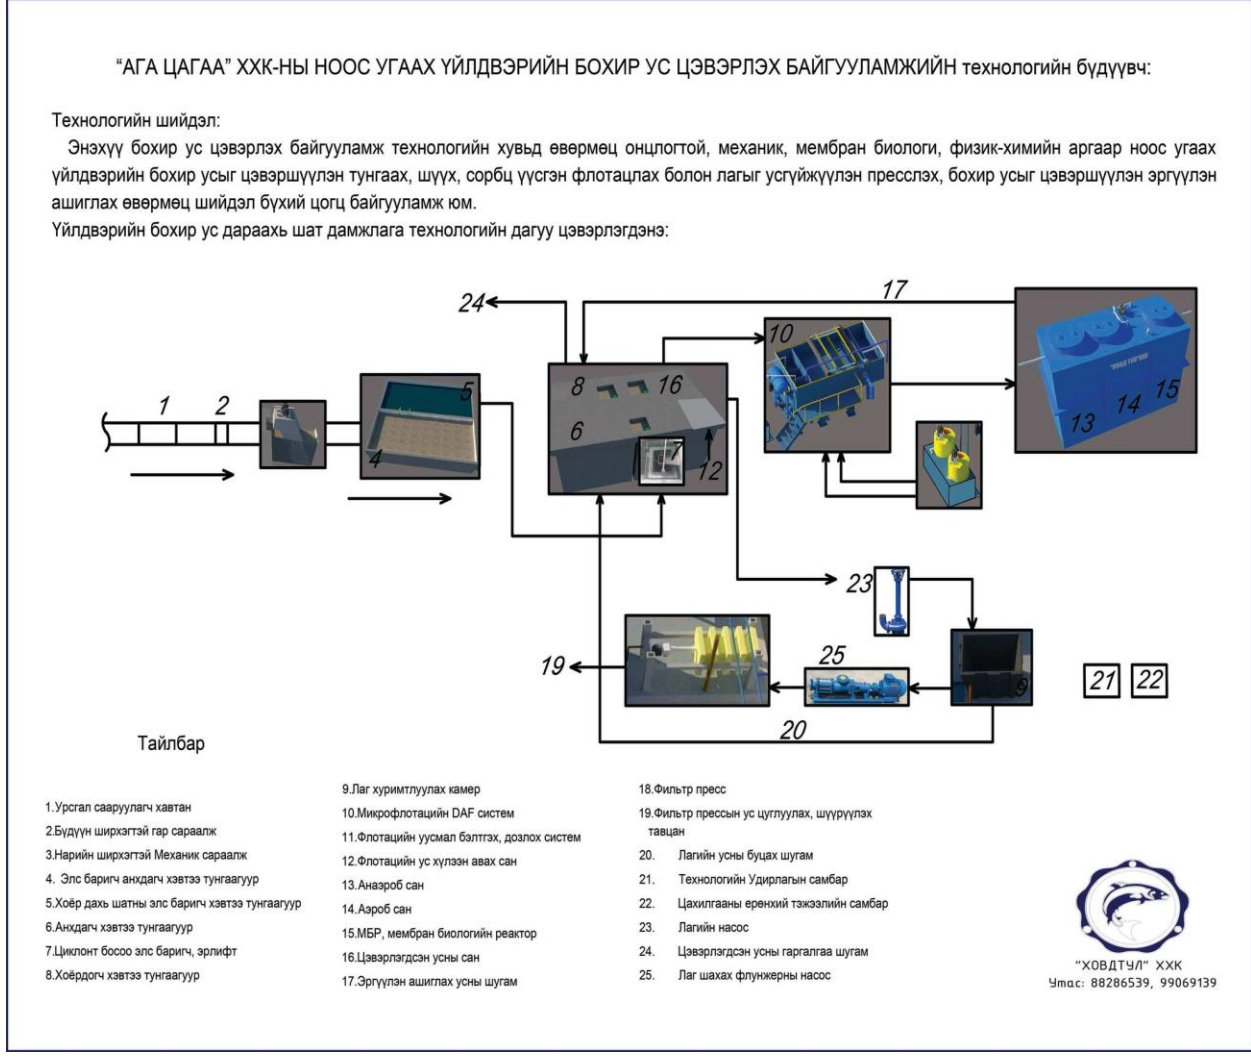 “АГА ЦАГАА” ХХК-НЫ НООС УГААХ ҮЙЛДВЭРИЙН БОХИР УС ЦЭВЭРЛЭХ БАЙГУУЛАМЖИЙН технологийн бүдүүвч:
Технологийн шийдэл:
Энэхүү бохир ус цэвэрлэх байгууламж технологийн хувьд өвөрмөц онцлогтой, механик, мембран биологи, физик-химийн аргаар ноос угаах
үйлдвэрийн бохир усыг цэвэршүүлэн тунгаах, шүүх, сорбц үүсгэн флотацлах болон лагыг усгүйжүүлэн пресслэх, бохир усыг цэвэршүүлэн эргүүлэн
ашиглах өвөрмөц шийдэл бүхий цогц байгууламж юм.
Үйлдвэрийн бохир ус дараахь шат дамжлага технологийн дагуу цэвэрлэгдэнэ:
24
17
10
5
8
16
15
14
13
1
2
6
7
4
12
23
19
25
9
21
22
20
Тайлбар
1.Урсгал сааруулагч хавтан
2.Бүдүүн ширхэгтэй гар сараалж
3.Нарийн ширхэгтэй Механик сараалж
4. Элс баригч анхдагч хэвтээ тунгаагуур
5.Хоёр дахь шатны элс баригч хэвтээ тунгаагуур
6.Анхдагч хэвтээ тунгаагуур
7.Циклонт босоо элс баригч, эрлифт
8.Хоёрдогч хэвтээ тунгаагуур
9.Лаг хуримтлуулах камер
10.Микрофлотацийн DAF систем
11.Флотацийн уусмал бэлтгэх, дозлох систем
12.Флотацийн ус хүлээн авах сан
13.Анаэроб сан
14.Аэроб сан
15.МБР, мембран биологийн реактор
16.Цэвэрлэгдсэн усны сан
17.Эргүүлэн ашиглах усны шугам
18.Фильтр пресс
19.Фильтр прессын ус цуглуулах, шүүрүүлэх
тавцан
20. Лагийн усны буцах шугам
21. Технологийн Удирлагын самбар
22. Цахилгааны ерөнхий тэжээлийн самбар
23. Лагийн насос
24. Цэвэрлэгдсэн усны гаргалгаа шугам
25. Лаг шахах флунжерны насос
“ХОВДТУЛ” ХХК
Утас: 88286539, 99069139